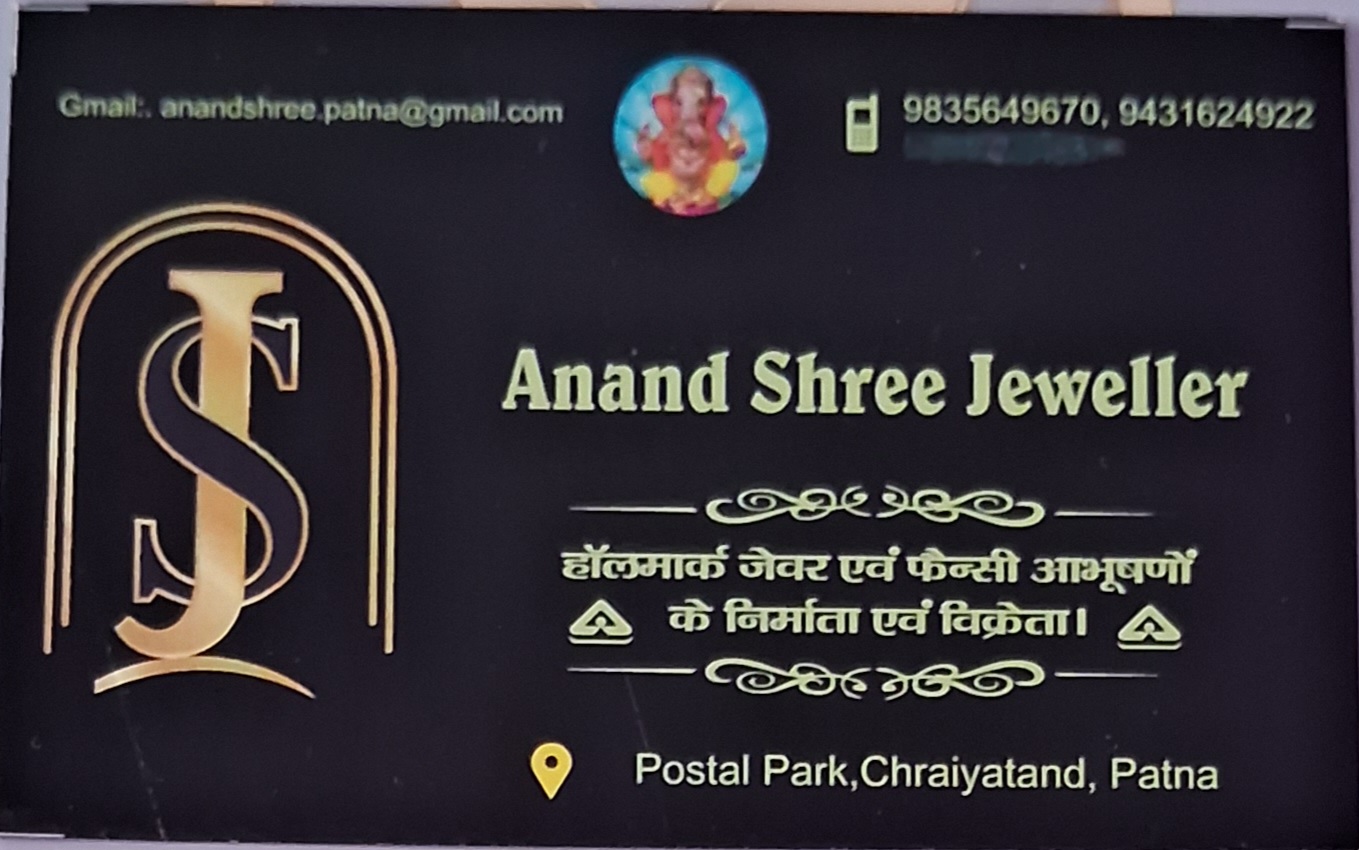 Gmail:. anandshree.patna@gmail.com
9835649670, 9431624922
JS
Anand Shree Jeweller
हॉलमार्क जेवर एवं फैन्सी आभूषणों
के निर्माता एवं विक्रेता।
Postal Park,Chraiyatand, Patna